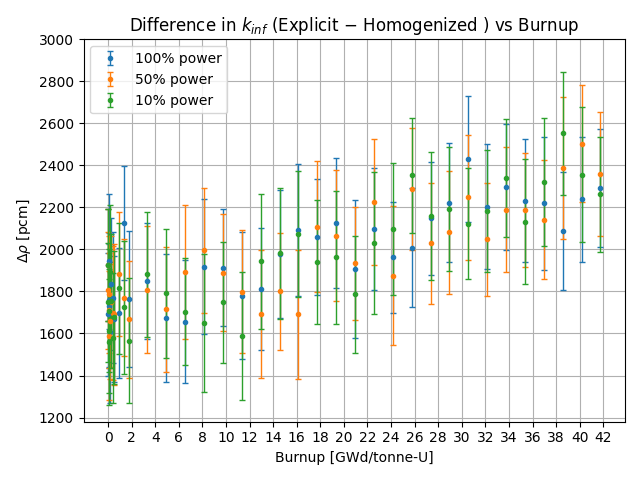 Difference in k_inf (Explicit − Homogenized ) vs Burnup
3000
2800
2600
2400
2200
2000
1800
1600
1400
1200
Δρ [pcm]
100% power
50% power
10% power
0 2 4 6 8 10 12 14 16 18 20 22 24 26 28 30 32 34 36 38 40 42
Burnup [GWd/tonne-U]